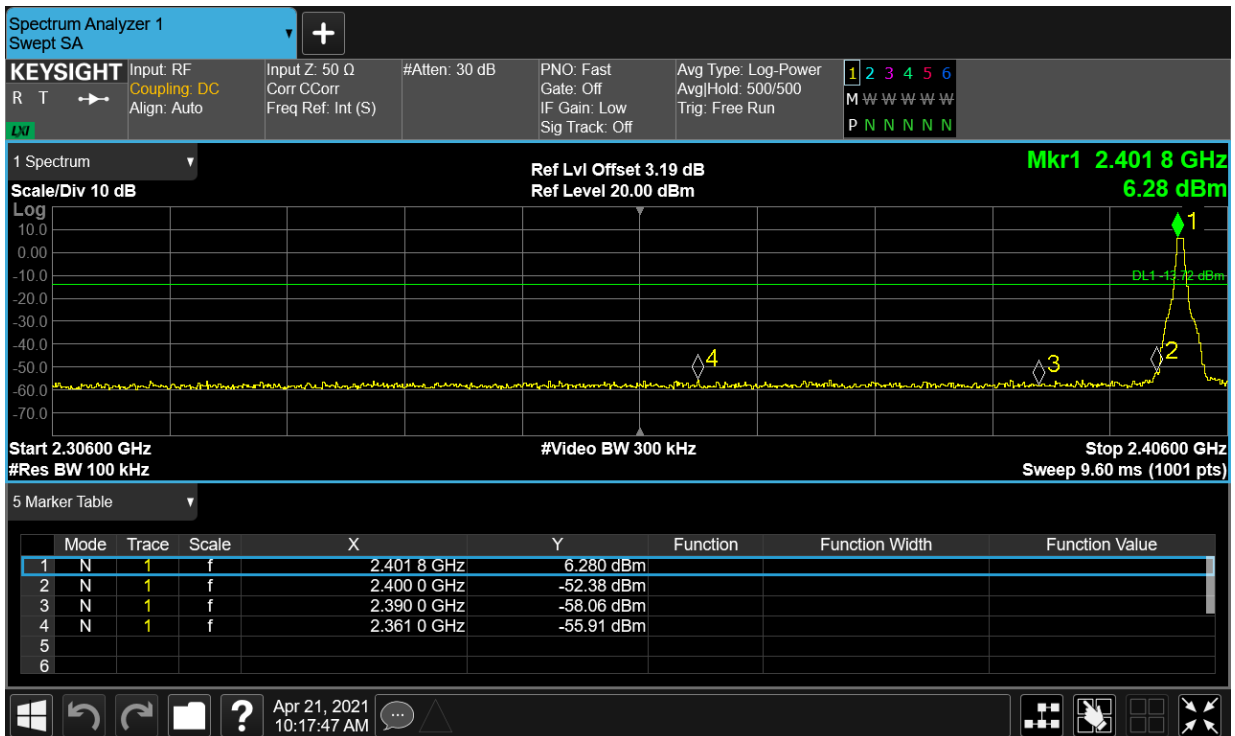 Spectrum Analyzer 1
Swept SA
+
KEYSIGHT Input: RF Input Z: 50 Ω #Atten: 30 dB PNO: Fast Avg Type: Log-Power 1 2 3 4 5 6
R T Coupling: DC Corr CCorr Gate: Off Avg|Hold: 500/500 M W W W W W
Align: Auto Freq Ref: Int (S) IF Gain: Low Trig: Free Run P N N N N N
LXI Sig Track: Off
1 Spectrum Ref Lvl Offset 3.19 dB Mkr1 2.401 8 GHz
Scale/Div 10 dB Ref Level 20.00 dBm 6.28 dBm
Log
1
10.0
0.00
-10.0 DL1 -13.72 dBm
-20.0
-30.0
-40.0
4 3 2
-50.0
-60.0
-70.0
Start 2.30600 GHz #Video BW 300 kHz Stop 2.40600 GHz
#Res BW 100 kHz Sweep 9.60 ms (1001 pts)
5 Marker Table
Mode Trace Scale X Y Function Function Width Function Value
1 N 1 f 2.401 8 GHz 6.280 dBm
2 N 1 f 2.400 0 GHz -52.38 dBm
3 N 1 f 2.390 0 GHz -58.06 dBm
4 N 1 f 2.361 0 GHz -55.91 dBm
5
6
? Apr 21, 2021
10:17:47 AM